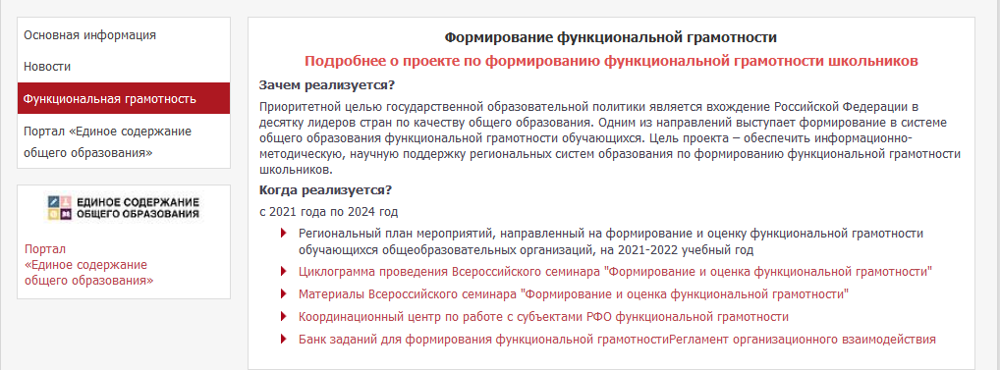 Основная информация
Новости
Функциональная грамотность
Портал «Единое содержание
общего образования»
ЕДИНОЕ СОДЕРЖАНИЕ
ОБЩЕГО ОБРАЗОВАНИЯ
Портал
«Единое содержание
общего образования»
Формирование функциональной грамотности
Подробнее о проекте по формированию функциональной грамотности школьников
Зачем реализуется?
Приоритетной целью государственной образовательной политики является вхождение Российской Федерации в
десятку лидеров стран по качеству общего образования. Одним из направлений выступает формирование в системе
общего образования функциональной грамотности обучающихся. Цель проекта – обеспечить информационно-
методическую, научную поддержку региональных систем образования по формированию функциональной грамотности
школьников.
Когда реализуется?
с 2021 года по 2024 год
Региональный план мероприятий, направленный на формирование и оценку функциональной грамотности
обучающихся общеобразовательных организаций, на 2021-2022 учебный год
Циклограмма проведения Всероссийского семинара "Формирование и оценка функциональной грамотности"
Материалы Всероссийского семинара "Формирование и оценка функциональной грамотности"
Координационный центр по работе с субъектами РФО функциональной грамотности
Банк заданий для формирования функциональной грамотностиРегламент организационного взаимодействия